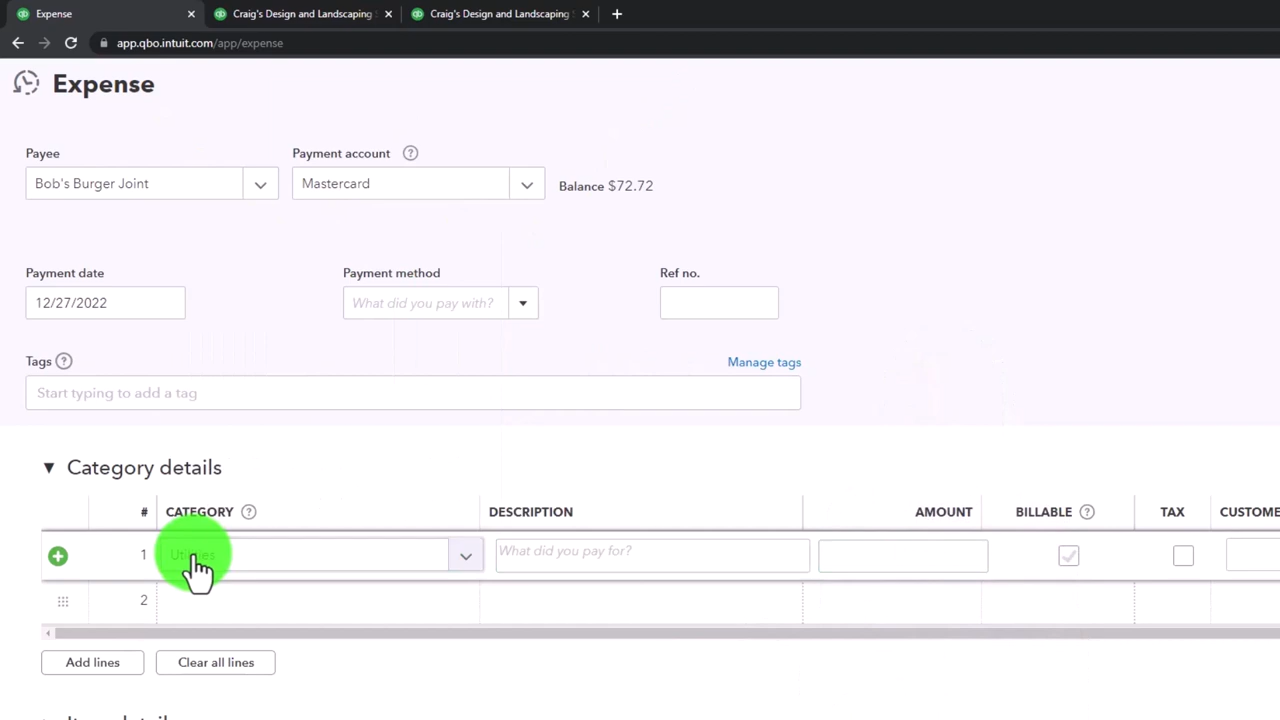 Expense
Craig's Design and Landscaping
Craig's Design and Landscaping
app.qbo.intuit.com/app/expense
Expense
Payee
Payment account
Bob's Burger Joint
Mastercard
Balance $72.72
Payment date
Payment method
Ref no.
12/27/2022
What did you pay with?
Tags
Manage tags
Start typing to add a tag
Category details
# CATEGORY DESCRIPTION AMOUNT BILLABLE TAX CUSTOME
1 Utilities What did you pay for?
2
Add lines
Clear all lines